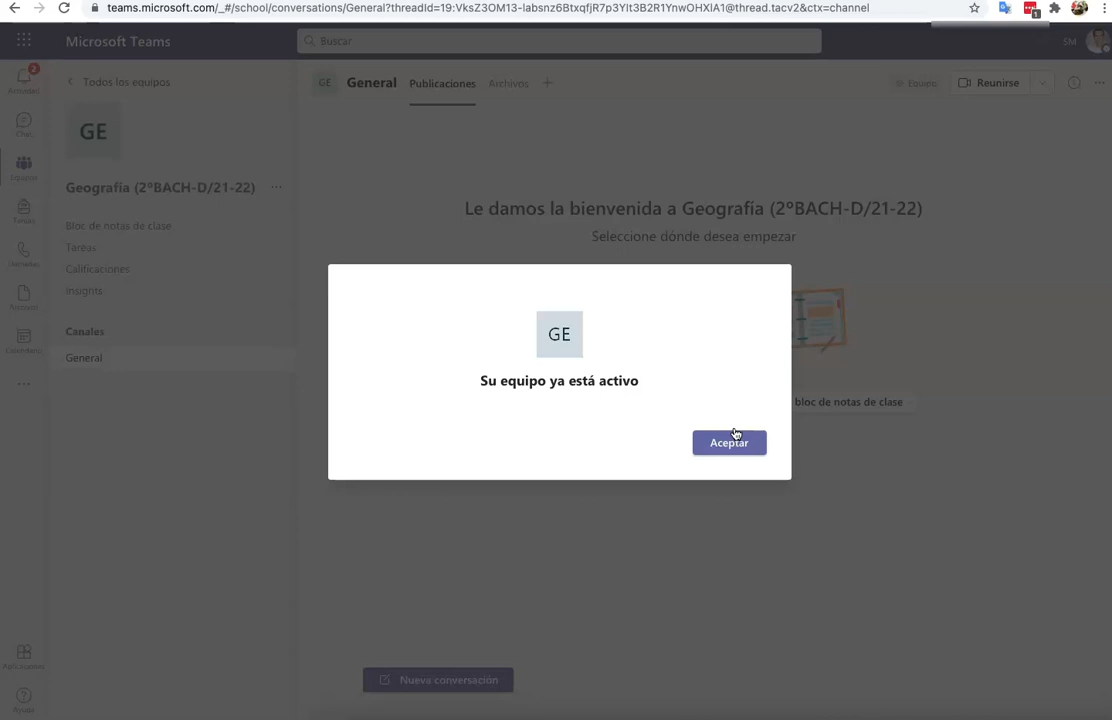 teams.microsoft.com/_#/school/conversations/General?threadId=19:VksZ3OM13-labsnz6BtxqfjR7p3YIt3B2R1YnwOHXIA1@thread.tacv2&ctx=channel
1
Microsoft Teams
Buscar
SM
2
Actividad
Chat
Equipos
Tareas
Llamadas
Archivos
Calendario
Aplicaciones
Ayuda
Todos los equipos
GE
Geografía (2ºBACH-D/21-22)
Bloc de notas de clase
Tareas
Calificaciones
Insights
Canales
General
GE
General
Publicaciones
Archivos
Equipo
Reunirse
Le damos la bienvenida a Geografía (2ºBACH-D/21-22)
Seleccione dónde desea empezar
bloc de notas de clase
GE
Su equipo ya está activo
Aceptar
Nueva conversación